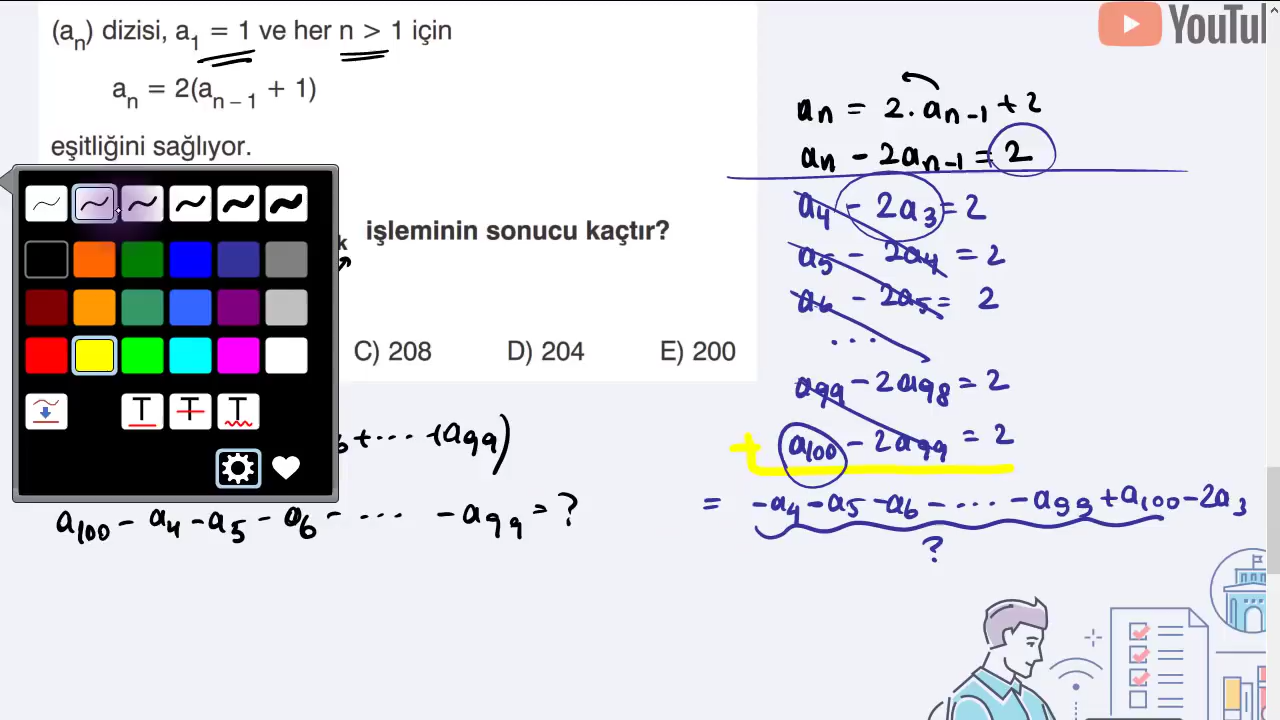 (aₙ) dizisi, a₁ = 1 ve her n > 1 için
aₙ = 2(aₙ₋₁ + 1)
eşitliğini sağlıyor.
k işleminin sonucu kaçtır?
C) 208 D) 204 E) 200
+ ... + a₉₉)
a₁₀₀ - a₄ - a₅ - a₆ - ... - a₉₉ = ?
YouTu
aₙ = 2.aₙ₋₁ + 2
aₙ - 2aₙ₋₁ = 2
a₄ - 2a₃ = 2
a₅ - 2a₄ = 2
a₆ - 2a₅ = 2
...
a₉₉ - 2a₉₈ = 2
+ a₁₀₀ - 2a₉₉ = 2
= -a₄ - a₅ - a₆ - ... - a₉₉ + a₁₀₀ - 2a₃
?
T T T